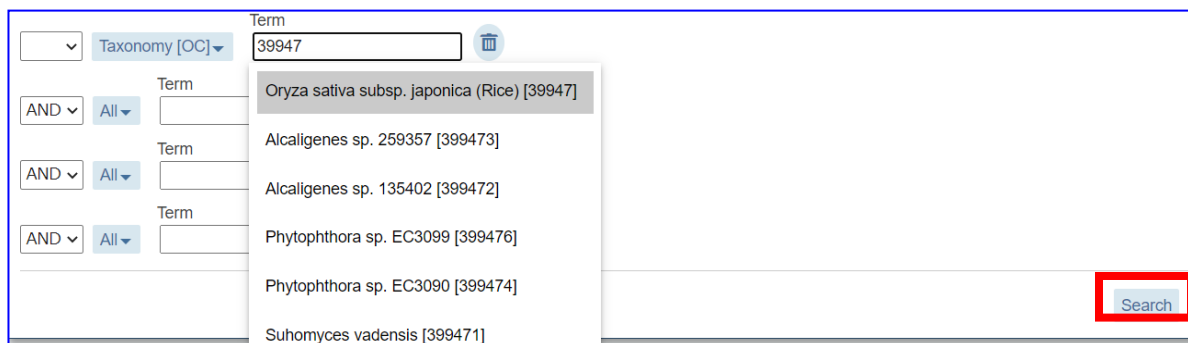 Term
Taxonomy [OC] 39947
Oryza sativa subsp. japonica (Rice) [39947]
Term
AND All
Alcaligenes sp. 259357 [399473]
Term
AND All
Alcaligenes sp. 135402 [399472]
Term
AND All
Phytophthora sp. EC3099 [399476]
Phytophthora sp. EC3090 [399474]
Search
Suhomyces vadensis [399471]